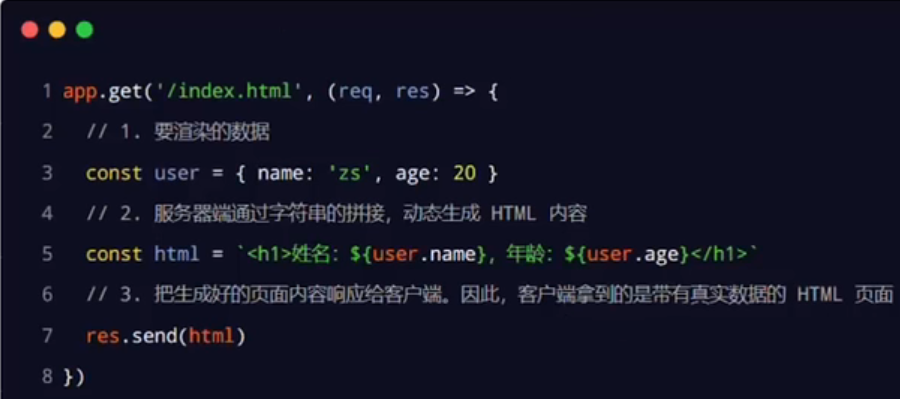 1 app.get('/index.html', (req, res) => {
2 // 1. 要渲染的数据
3 const user = { name: 'zs', age: 20 }
4 // 2. 服务器端通过字符串的拼接，动态生成 HTML 内容
5 const html = `<h1>姓名：${user.name}，年龄：${user.age}</h1>`
6 // 3. 把生成好的页面内容响应给客户端。因此，客户端拿到的是带有真实数据的 HTML 页面
7 res.send(html)
8 })